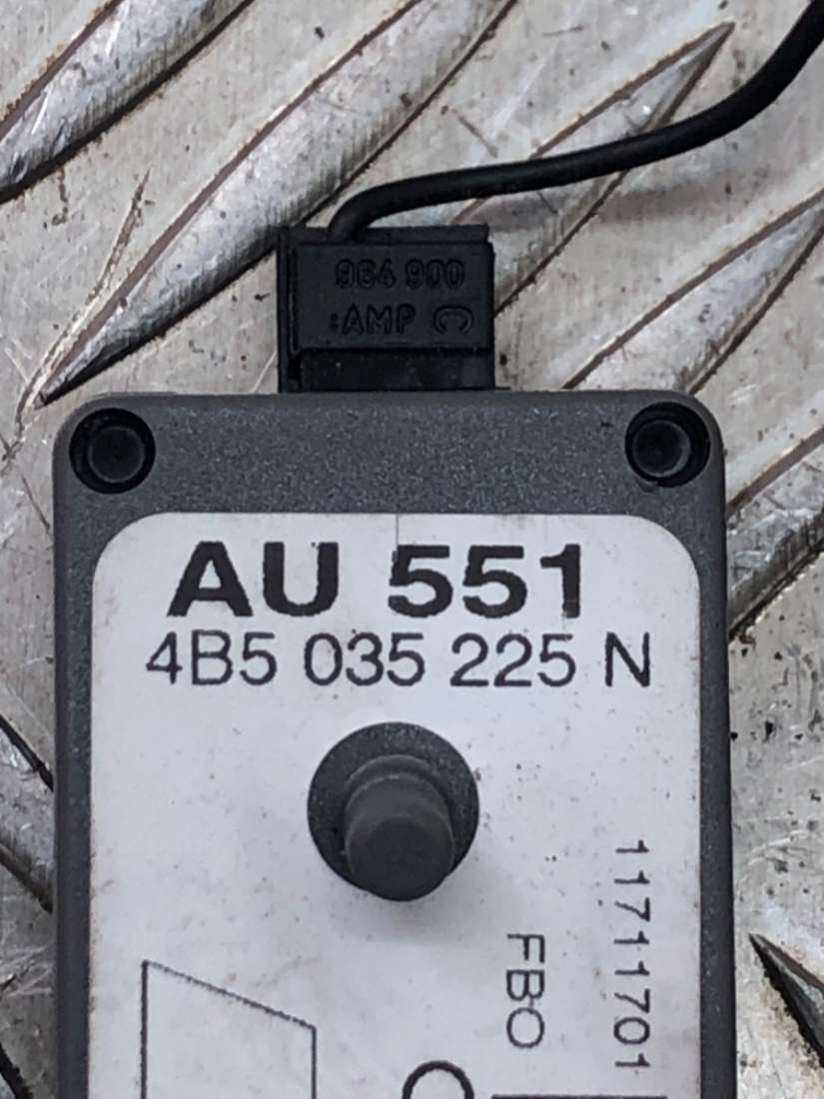 964 900
:AMP C
AU 551
4B5 035 225 N
11711701
FBO